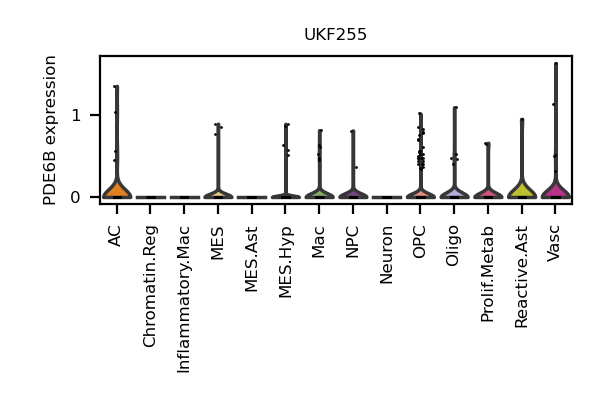 UKF255
PDE6B expression
1
0
AC
Chromatin.Reg
Inflammatory.Mac
MES
MES.Ast
MES.Hyp
Mac
NPC
Neuron
OPC
Oligo
Prolif.Metab
Reactive.Ast
Vasc